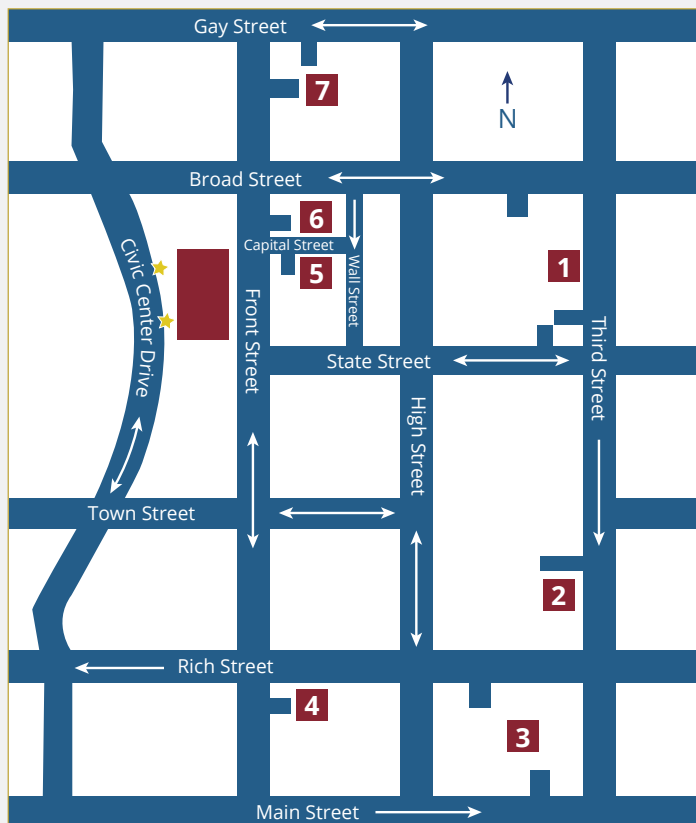 Gay Street
7
N
Broad Street
6
Capital Street
5
Wall Street
1
Civic Center Drive
Front Street
State Street
Third Street
High Street
Town Street
2
Rich Street
4
3
Main Street